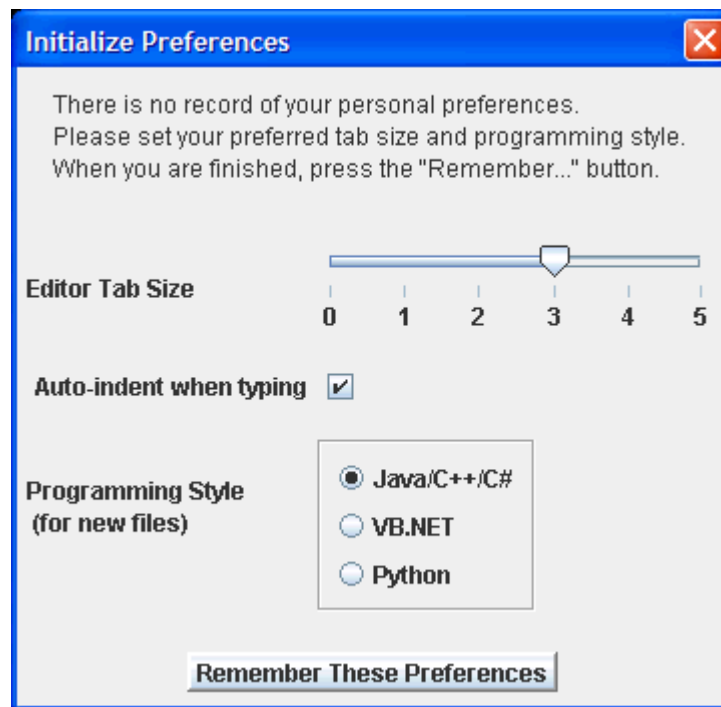 Initialize Preferences
There is no record of your personal preferences.
Please set your preferred tab size and programming style.
When you are finished, press the "Remember..." button.
Editor Tab Size
0 1 2 3 4 5
Auto-indent when typing
Programming Style
(for new files)
Java/C++/C#
VB.NET
Python
Remember These Preferences